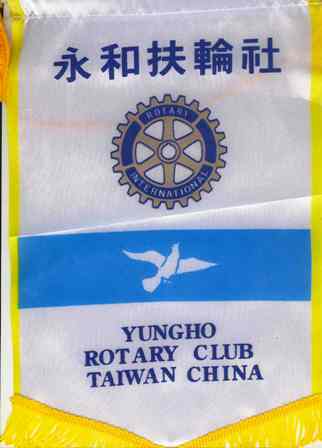 永和扶輪社
ROTARY
INTERNATIONAL
YUNGHO
ROTARY CLUB
TAIWAN CHINA